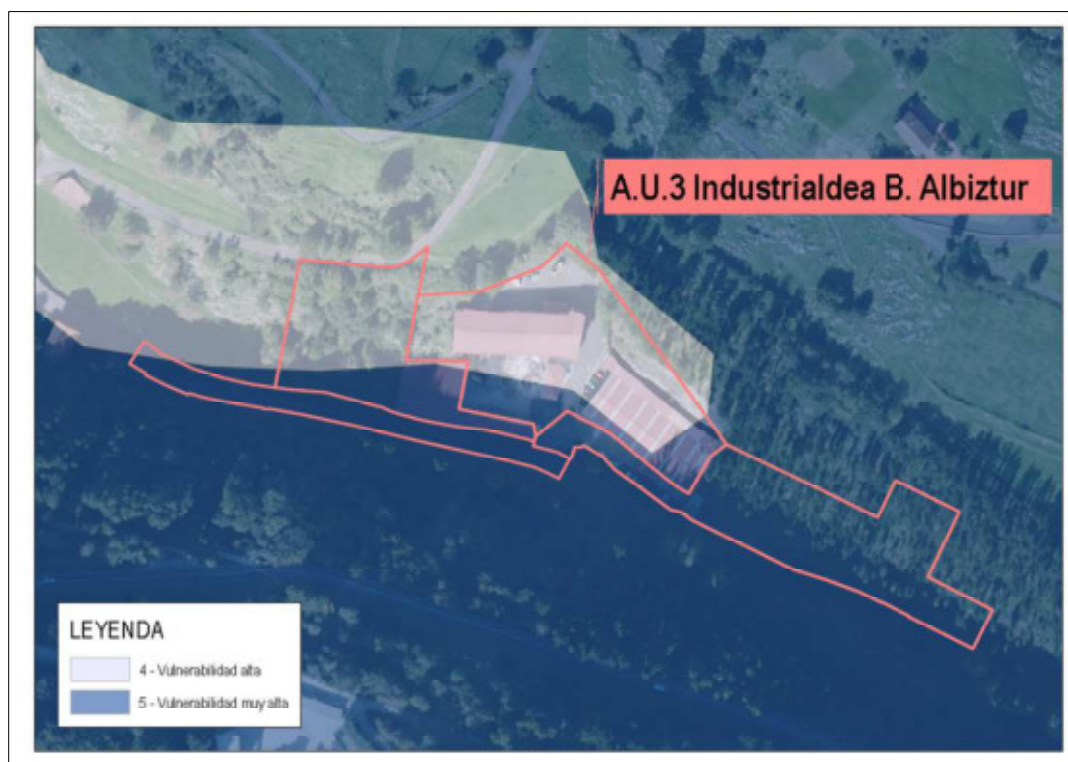 A.U.3 Industrialdea B. Albiztur
LEYENDA
4 - Vulnerabilidad alta
5 - Vulnerabilidad muy alta